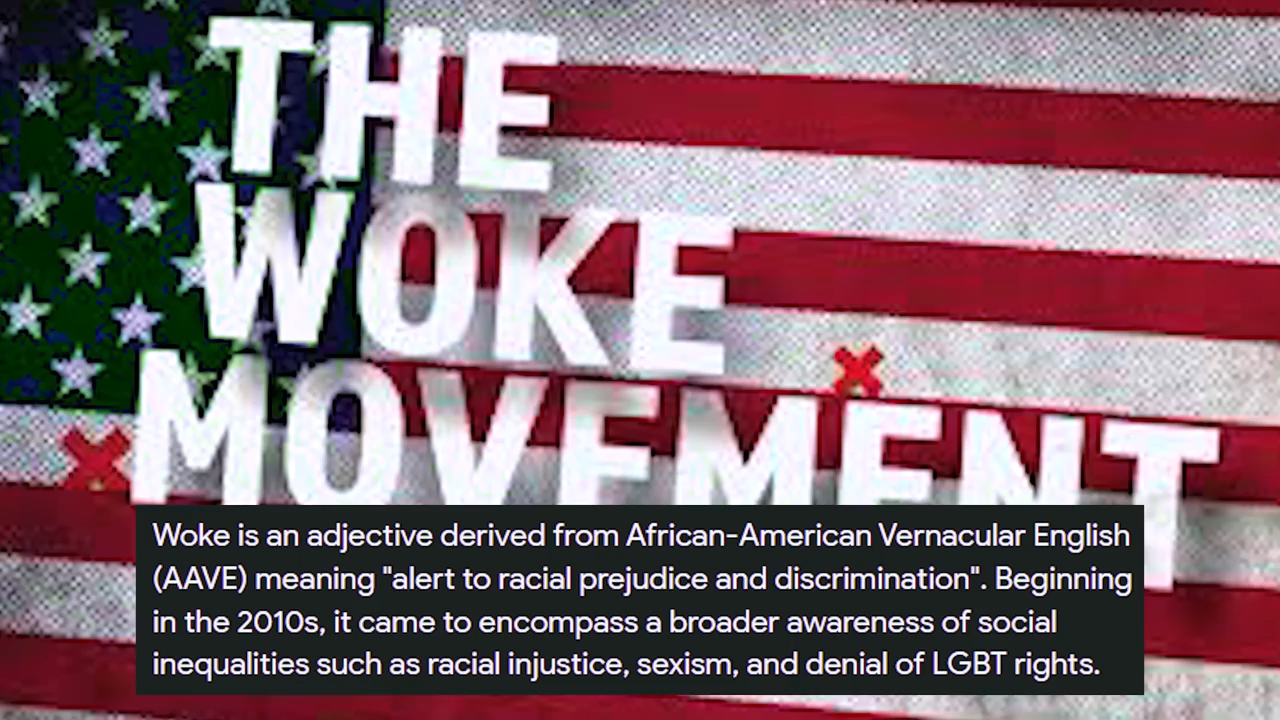 THE
WOKE
MOVEMENT
Woke is an adjective derived from African-American Vernacular English
(AAVE) meaning "alert to racial prejudice and discrimination". Beginning
in the 2010s, it came to encompass a broader awareness of social
inequalities such as racial injustice, sexism, and denial of LGBT rights.